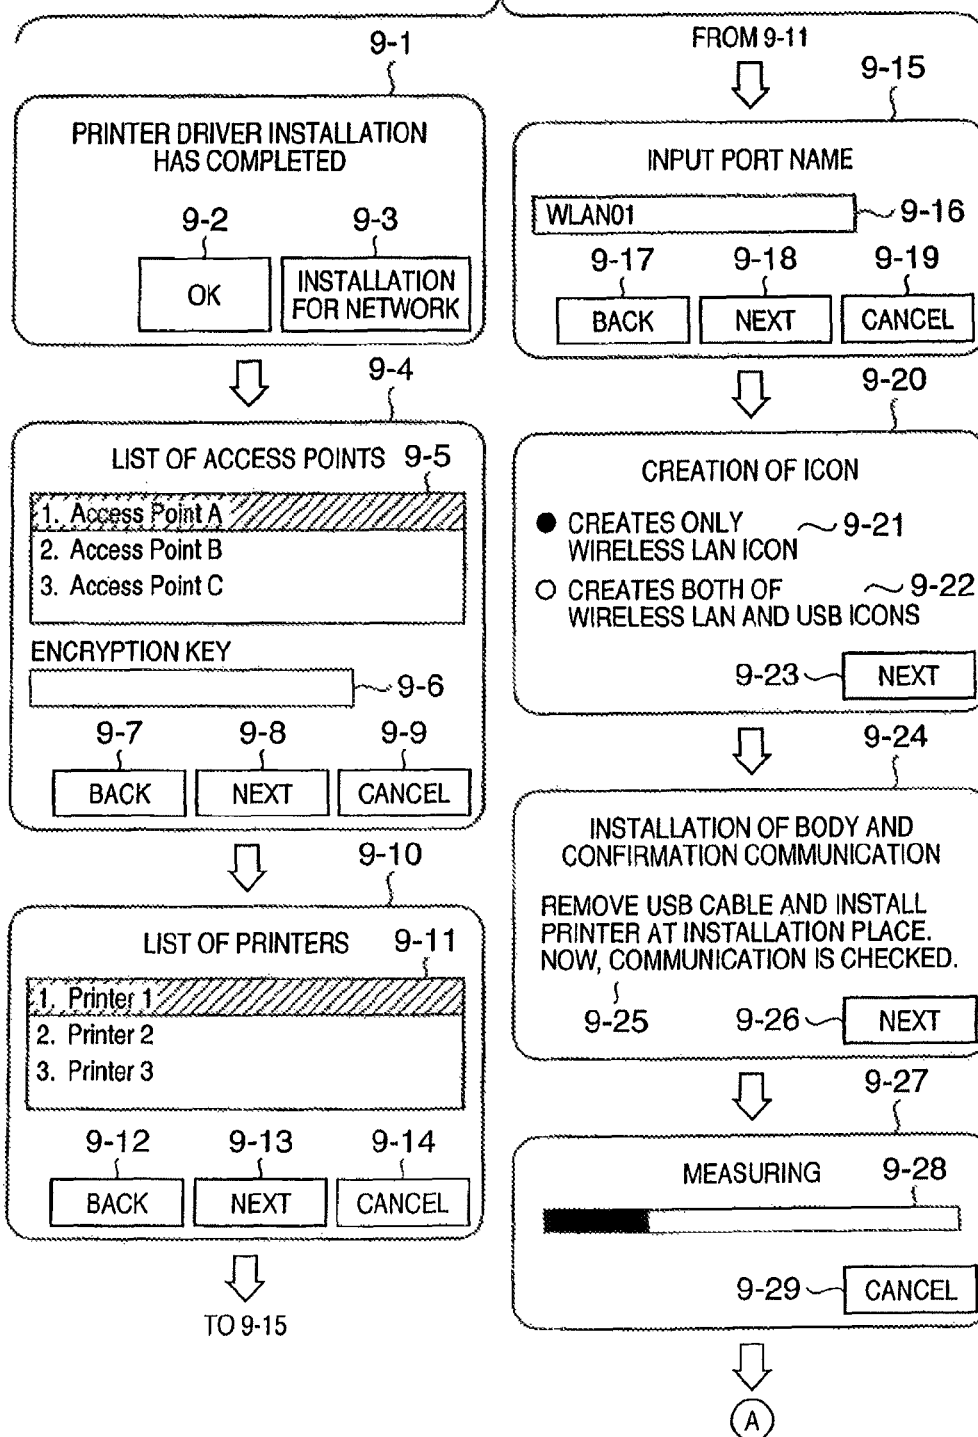 9-1
PRINTER DRIVER INSTALLATION
HAS COMPLETED
9-2
9-3
OK
INSTALLATION
FOR NETWORK
9-4
LIST OF ACCESS POINTS
9-5
1. Access Point A
2. Access Point B
3. Access Point C
ENCRYPTION KEY
9-6
9-7
9-8
9-9
BACK
NEXT
CANCEL
9-10
LIST OF PRINTERS
9-11
1. Printer 1
2. Printer 2
3. Printer 3
9-12
9-13
9-14
BACK
NEXT
CANCEL
TO 9-15
FROM 9-11
9-15
INPUT PORT NAME
WLAN01
9-16
9-17
9-18
9-19
BACK
NEXT
CANCEL
9-20
CREATION OF ICON
CREATES ONLY
WIRELESS LAN ICON
9-21
CREATES BOTH OF
WIRELESS LAN AND USB ICONS
9-22
9-23
NEXT
9-24
INSTALLATION OF BODY AND
CONFIRMATION COMMUNICATION
REMOVE USB CABLE AND INSTALL
PRINTER AT INSTALLATION PLACE.
NOW, COMMUNICATION IS CHECKED.
9-25
9-26
NEXT
9-27
MEASURING
9-28
9-29
CANCEL
A